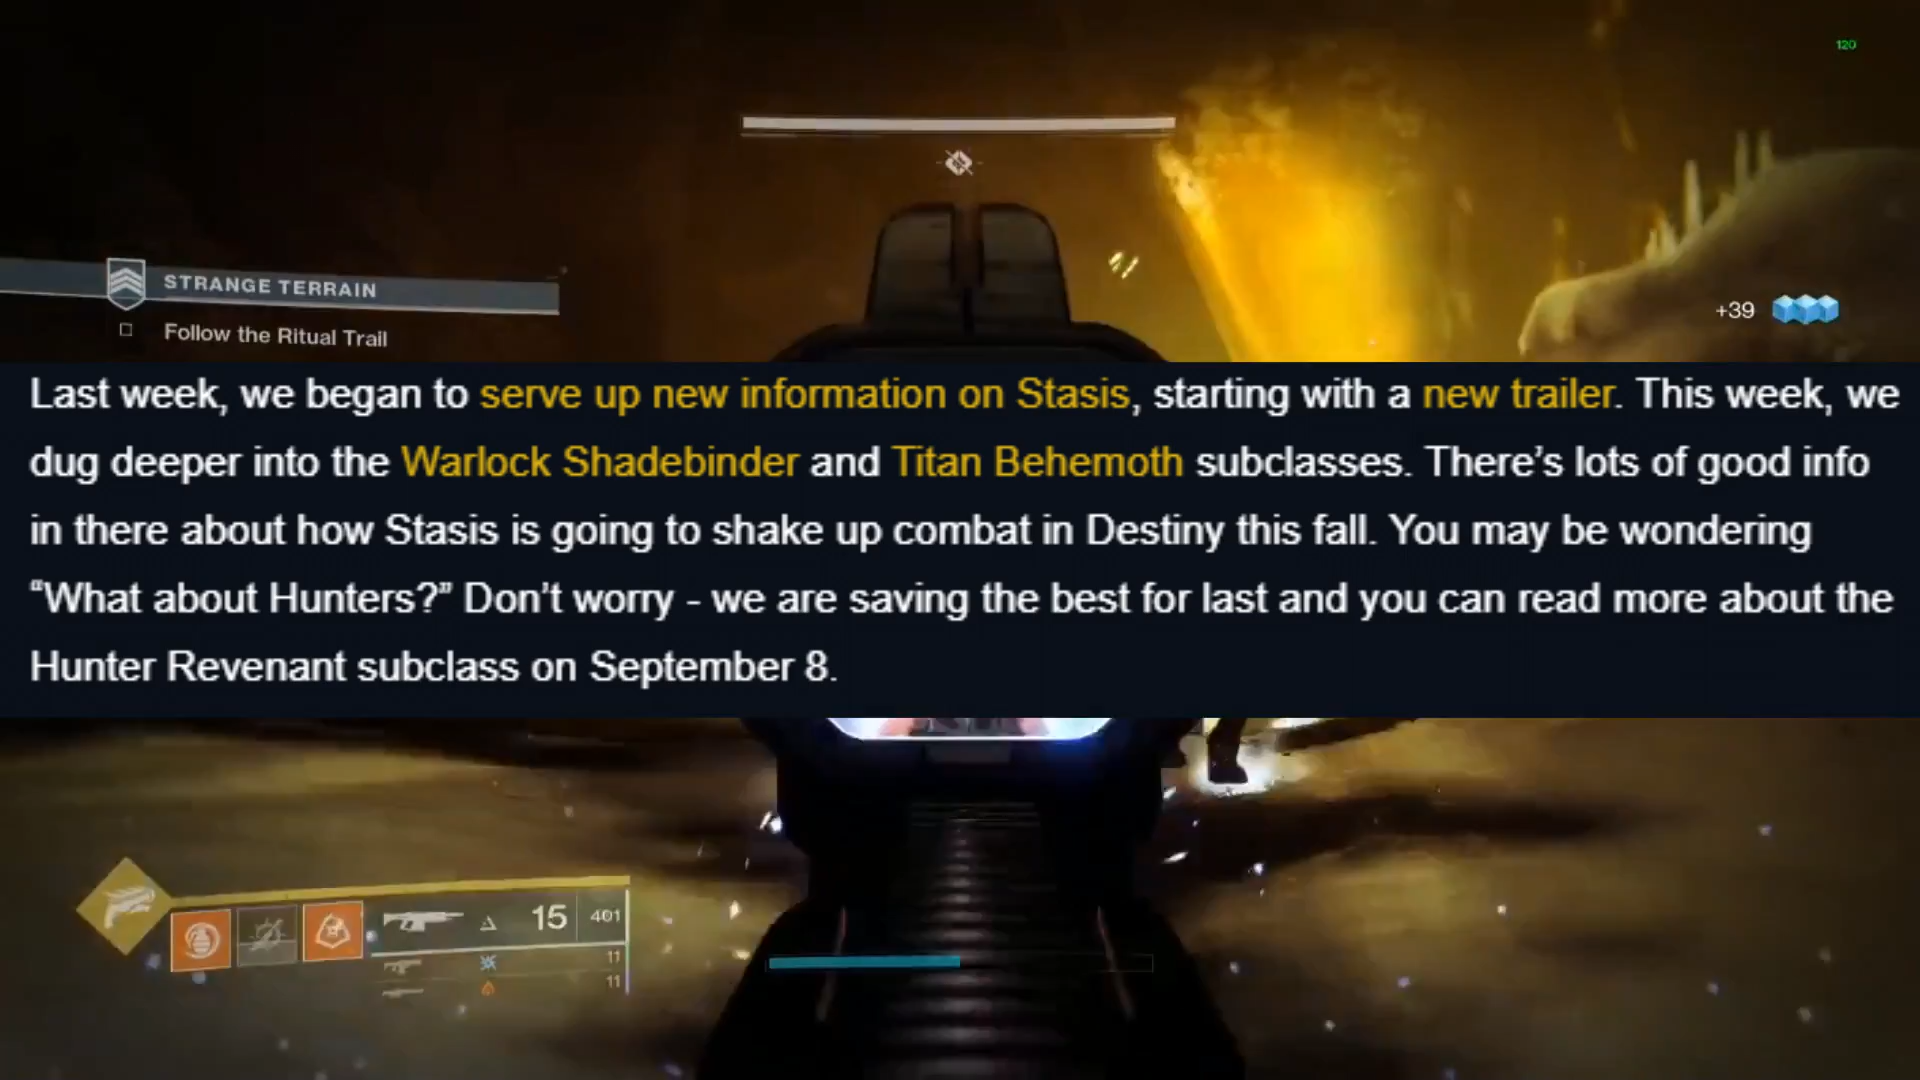 120
STRANGE TERRAIN
+39
Follow the Ritual Trail
Last week, we began to serve up new information on Stasis, starting with a new trailer. This week, we
dug deeper into the Warlock Shadebinder and Titan Behemoth subclasses. There’s lots of good info
in there about how Stasis is going to shake up combat in Destiny this fall. You may be wondering
“What about Hunters?” Don’t worry - we are saving the best for last and you can read more about the
Hunter Revenant subclass on September 8.
15 401
11
11